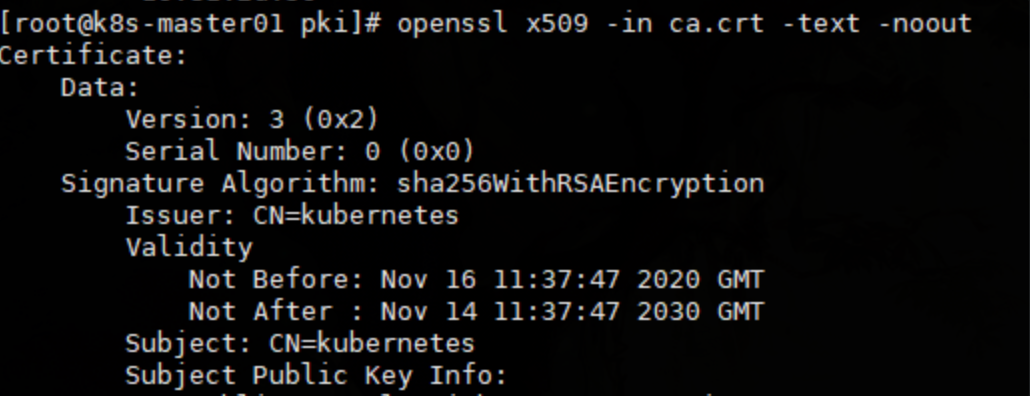 [root@k8s-master01 pki]# openssl x509 -in ca.crt -text -noout
Certificate:
    Data:
        Version: 3 (0x2)
        Serial Number: 0 (0x0)
    Signature Algorithm: sha256WithRSAEncryption
        Issuer: CN=kubernetes
        Validity
            Not Before: Nov 16 11:37:47 2020 GMT
            Not After : Nov 14 11:37:47 2030 GMT
        Subject: CN=kubernetes
        Subject Public Key Info: